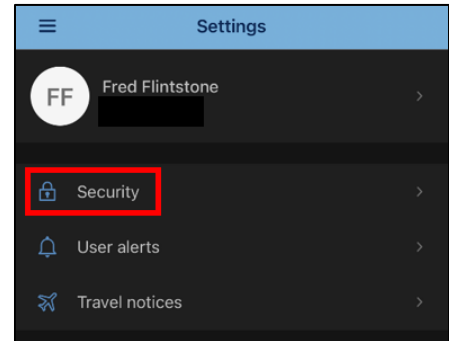 Settings
FF
Fred Flintstone
Security
User alerts
Travel notices